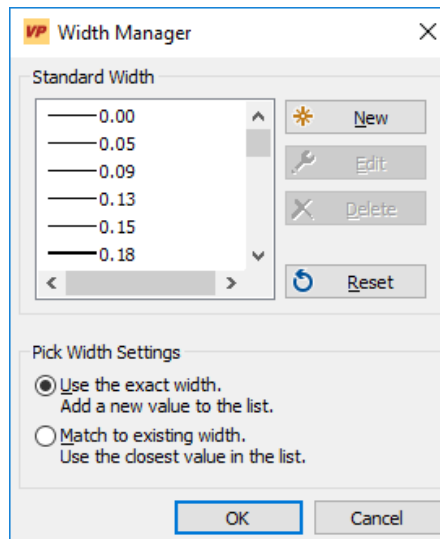 VP Width Manager
Standard Width
0.00
0.05
0.09
0.13
0.15
0.18
New
Edit
Delete
Reset
Pick Width Settings
Use the exact width.
Add a new value to the list.
Match to existing width.
Use the closest value in the list.
OK
Cancel